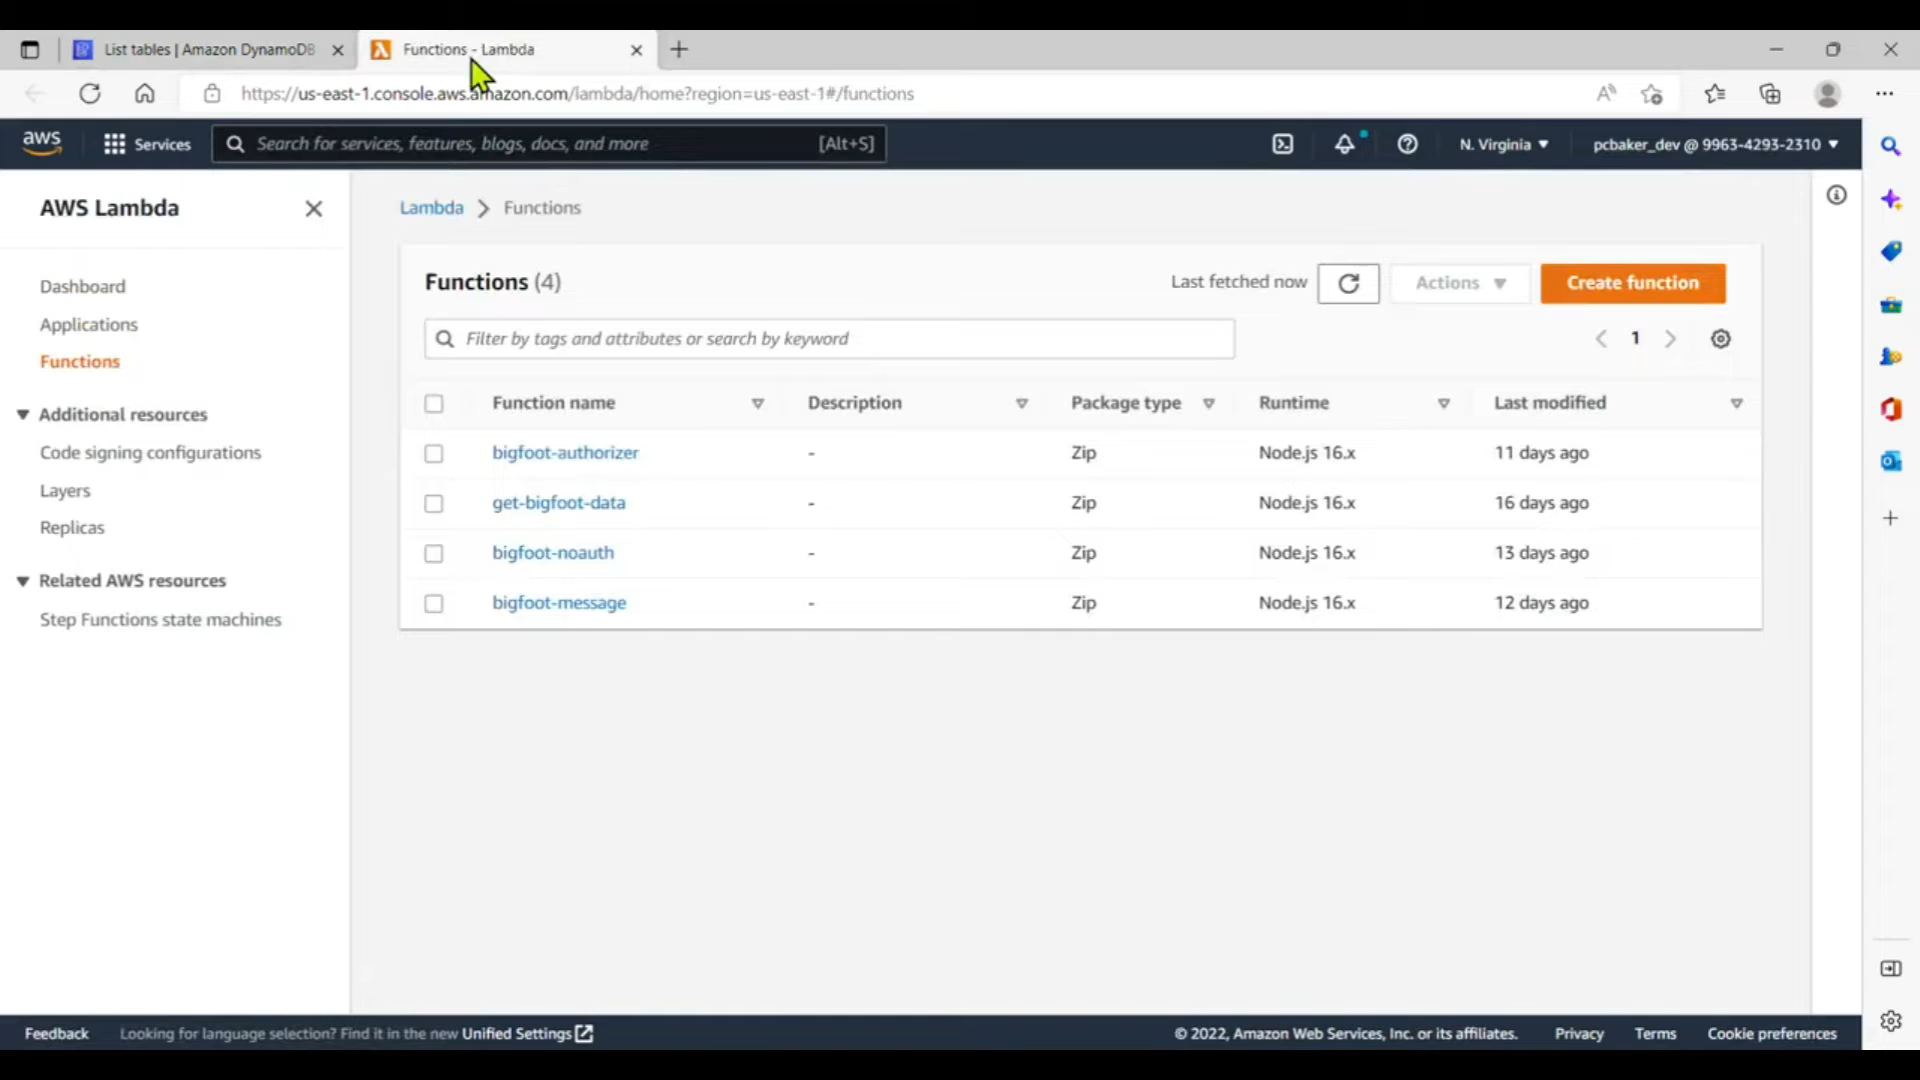 List tables | Amazon DynamoDB
Functions - Lambda
https://us-east-1.console.aws.amazon.com/lambda/home?region=us-east-1#/functions
aws
Services
Search for services, features, blogs, docs, and more
[Alt+S]
N. Virginia
pcbaker_dev @ 9963-4293-2310
AWS Lambda
Dashboard
Applications
Functions
Additional resources
Code signing configurations
Layers
Replicas
Related AWS resources
Step Functions state machines
Lambda > Functions
Functions (4)
Last fetched now
Actions
Create function
Filter by tags and attributes or search by keyword
1
Function name Description Package type Runtime Last modified
bigfoot-authorizer - Zip Node.js 16.x 11 days ago
get-bigfoot-data - Zip Node.js 16.x 16 days ago
bigfoot-noauth - Zip Node.js 16.x 13 days ago
bigfoot-message - Zip Node.js 16.x 12 days ago
Feedback
Looking for language selection? Find it in the new Unified Settings
© 2022, Amazon Web Services, Inc. or its affiliates.
Privacy
Terms
Cookie preferences